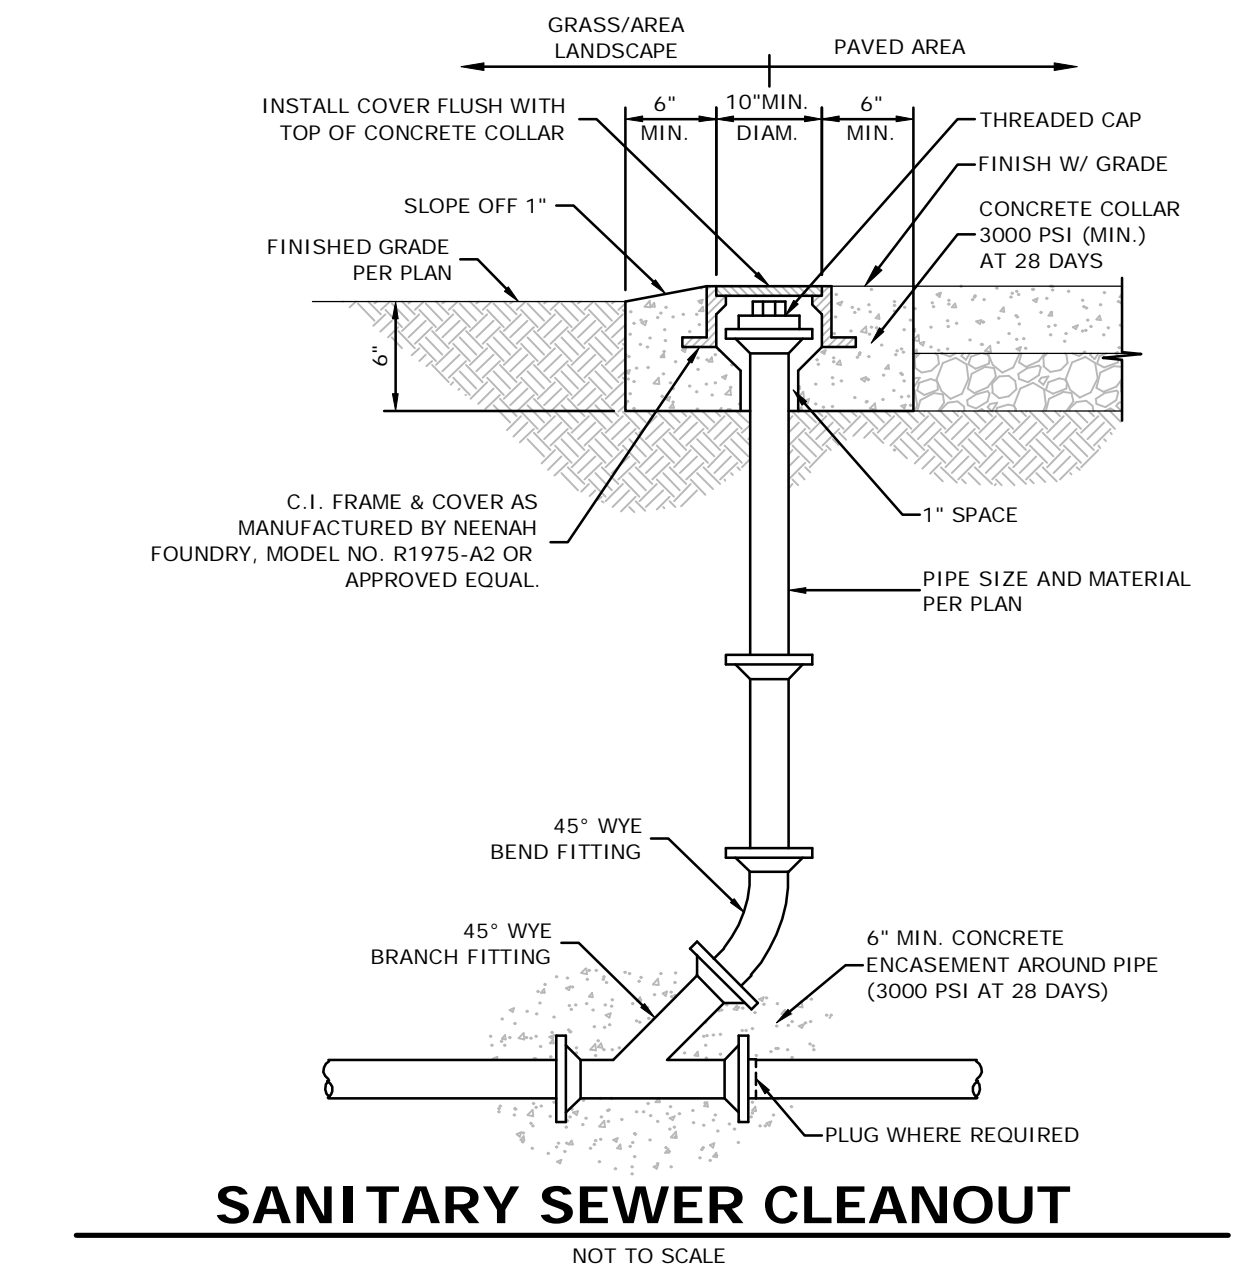 GRASS/AREA
LANDSCAPE
PAVED AREA
INSTALL COVER FLUSH WITH
TOP OF CONCRETE COLLAR
6"
MIN.
10"MIN.
DIAM.
6"
MIN.
THREADED CAP
FINISH W/ GRADE
SLOPE OFF 1"
CONCRETE COLLAR
3000 PSI (MIN.)
AT 28 DAYS
FINISHED GRADE
PER PLAN
6"
C.I. FRAME & COVER AS
MANUFACTURED BY NEENAH
FOUNDRY, MODEL NO. R1975-A2 OR
APPROVED EQUAL.
1" SPACE
PIPE SIZE AND MATERIAL
PER PLAN
45° WYE
BEND FITTING
45° WYE
BRANCH FITTING
6" MIN. CONCRETE
ENCASEMENT AROUND PIPE
(3000 PSI AT 28 DAYS)
PLUG WHERE REQUIRED
SANITARY SEWER CLEANOUT
NOT TO SCALE